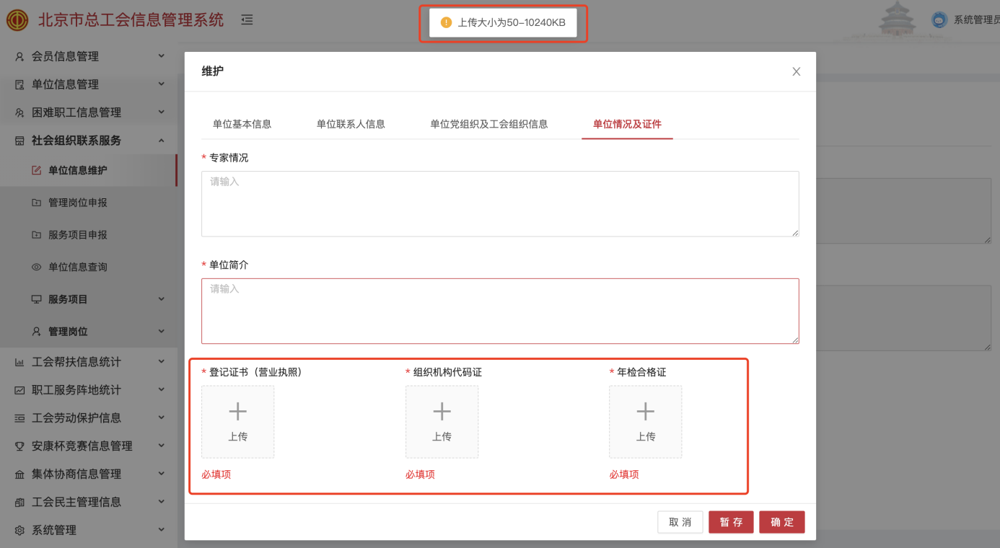 北京市总工会信息管理系统
上传大小为50-10240KB
系统管理员
会员信息管理
单位信息管理
困难职工信息管理
社会组织联系服务
单位信息维护
管理岗位申报
服务项目申报
单位信息查询
服务项目
管理岗位
工会帮扶信息统计
职工服务阵地统计
工会劳动保护信息
安康杯竞赛信息管理
集体协商信息管理
工会民主管理信息
系统管理
维护
单位基本信息 单位联系人信息 单位党组织及工会组织信息 单位情况及证件
* 专家情况
请输入
* 单位简介
请输入
* 登记证书（营业执照） * 组织机构代码证 * 年检合格证
上传 上传 上传
必填项 必填项 必填项
取 消 暂 存 确 定